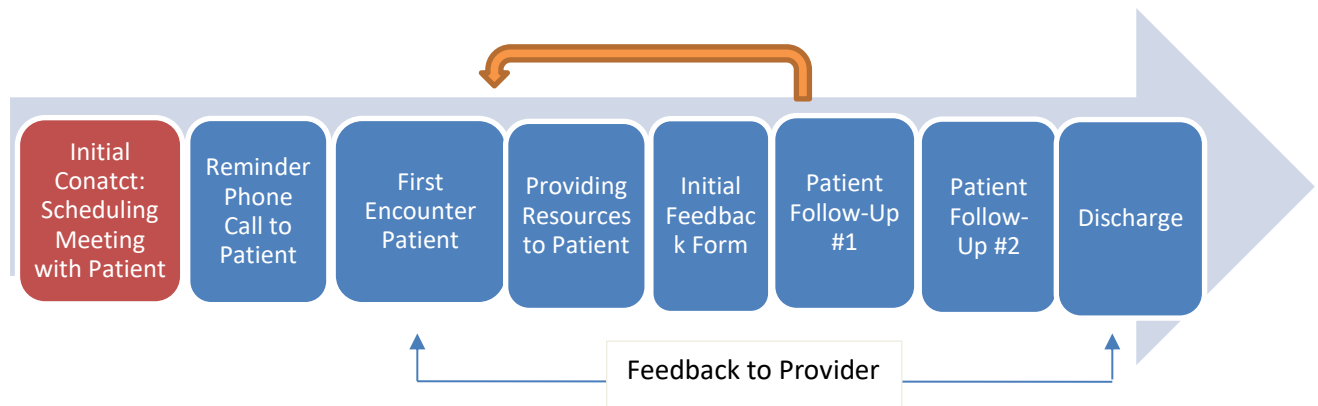 Initial
Conatct:
Scheduling
Meeting
with Patient
Reminder
Phone
Call to
Patient
First
Encounter
Patient
Providing
Resources
to Patient
Initial
Feedbac
k Form
Patient
Follow-Up
#1
Patient
Follow-
Up #2
Discharge
Feedback to Provider